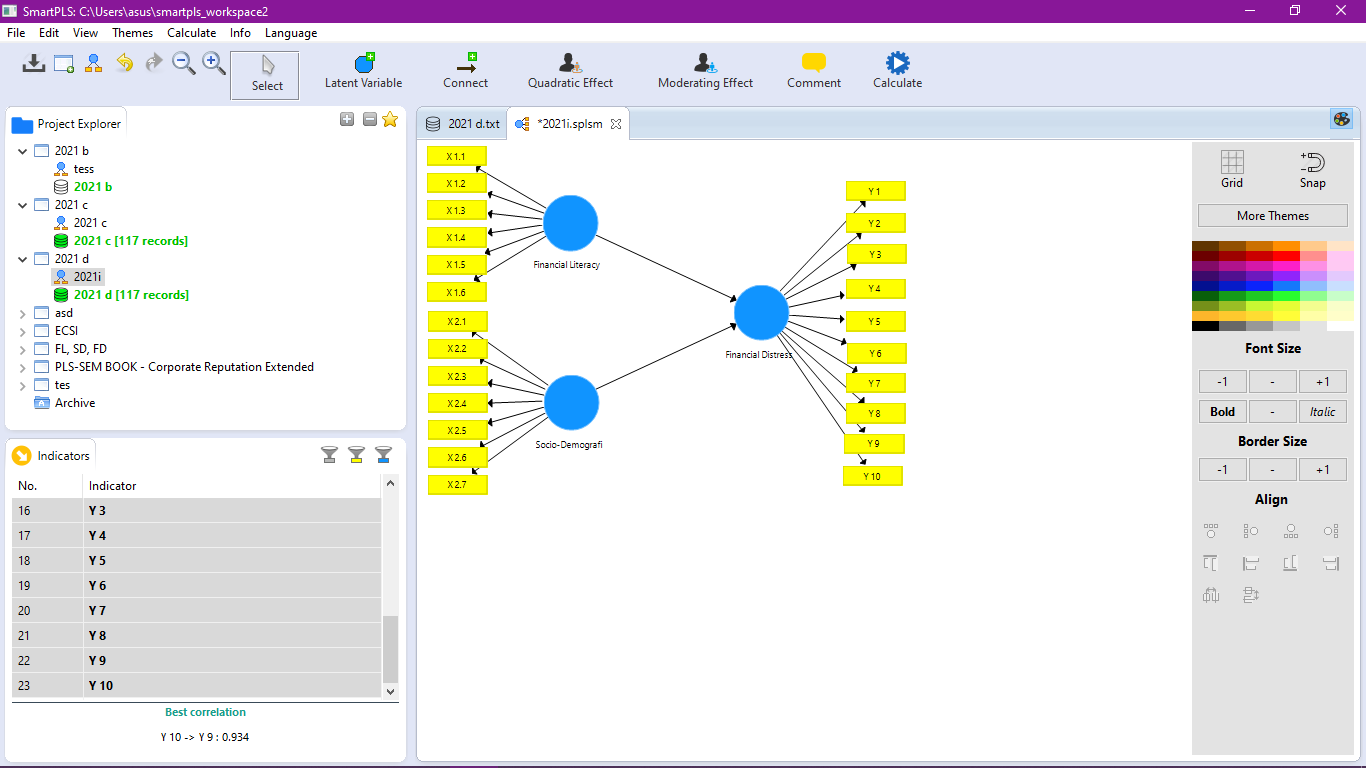 SmartPLS: C:\Users\asus\smartpls_workspace2
File Edit View Themes Calculate Info Language
Select
Latent Variable
Connect
Quadratic Effect
Moderating Effect
Comment
Calculate
Project Explorer
2021 b
tess
2021 b
2021 c
2021 c
2021 c [117 records]
2021 d
2021i
2021 d [117 records]
asd
ECSI
FL, SD, FD
PLS-SEM BOOK - Corporate Reputation Extended
tes
Archive
Indicators
No. Indicator
16 Y 3
17 Y 4
18 Y 5
19 Y 6
20 Y 7
21 Y 8
22 Y 9
23 Y 10
Best correlation
Y 10 -> Y 9 : 0.934
2021 d.txt
*2021i.splsm
X 1.1
X 1.2
X 1.3
X 1.4
X 1.5
X 1.6
Financial Literacy
X 2.1
X 2.2
X 2.3
X 2.4
X 2.5
X 2.6
X 2.7
Socio-Demografi
Financial Distress
Y 1
Y 2
Y 3
Y 4
Y 5
Y 6
Y 7
Y 8
Y 9
Y 10
Grid
Snap
More Themes
Font Size
-1 - +1
Bold - Italic
Border Size
-1 - +1
Align